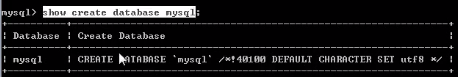 mysql> show create database mysql;
+----------+----------------------------------------------------------------+
| Database | Create Database |
+----------+----------------------------------------------------------------+
| mysql | CREATE DATABASE `mysql` /*!40100 DEFAULT CHARACTER SET utf8 */ |
+----------+----------------------------------------------------------------+